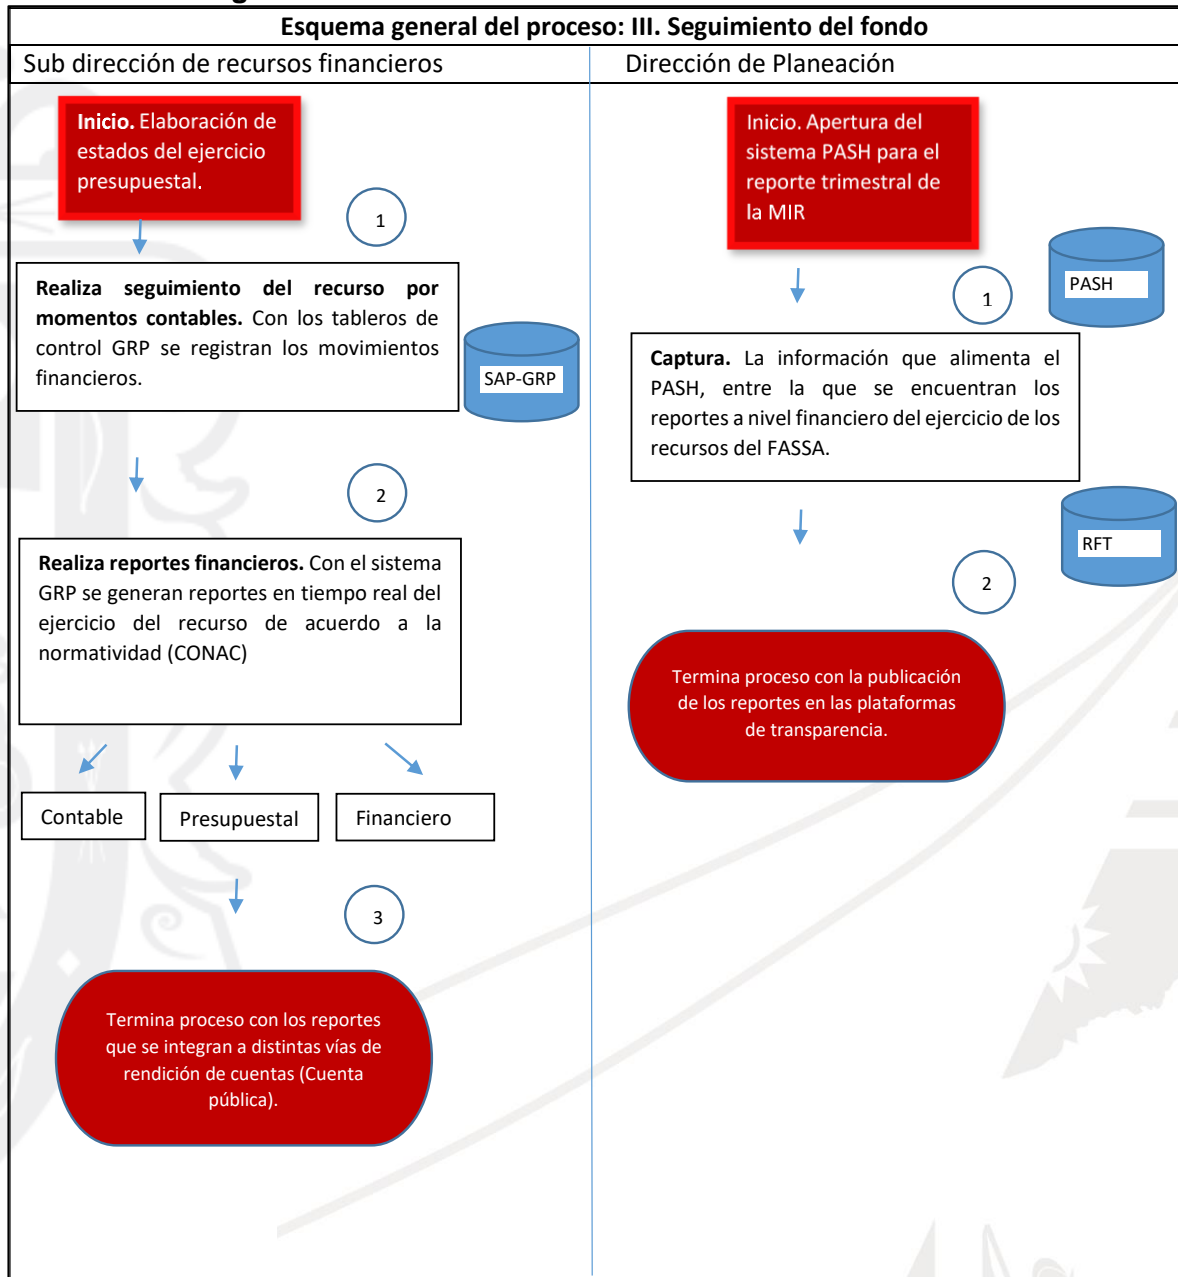 Esquema general del proceso: III. Seguimiento del fondo
Sub dirección de recursos financieros
Inicio. Elaboración de
estados del ejercicio
presupuestal.
1
Realiza seguimiento del recurso por
momentos contables. Con los tableros de
control GRP se registran los movimientos
financieros.
SAP-GRP
2
Realiza reportes financieros. Con el sistema
GRP se generan reportes en tiempo real del
ejercicio del recurso de acuerdo a la
normatividad (CONAC)
Contable
Presupuestal
Financiero
3
Termina proceso con los reportes
que se integran a distintas vías de
rendición de cuentas (Cuenta
pública).
Dirección de Planeación
Inicio. Apertura del
sistema PASH para el
reporte trimestral de
la MIR
PASH
1
Captura. La información que alimenta el
PASH, entre la que se encuentran los
reportes a nivel financiero del ejercicio de los
recursos del FASSA.
RFT
2
Termina proceso con la publicación
de los reportes en las plataformas
de transparencia.